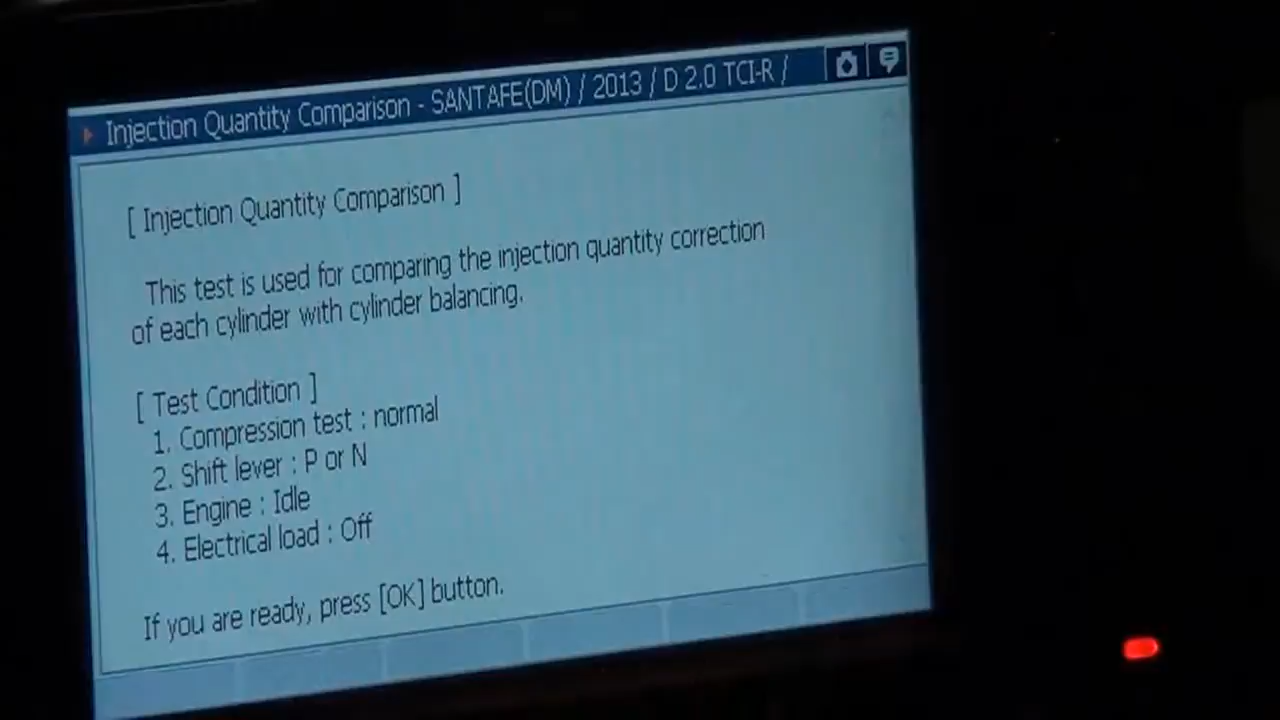 Injection Quantity Comparison - SANTAFE(DM) / 2013 / D 2.0 TCI-R /
[ Injection Quantity Comparison ]
This test is used for comparing the injection quantity correction
of each cylinder with cylinder balancing.
[ Test Condition ]
1. Compression test : normal
2. Shift lever : P or N
3. Engine : Idle
4. Electrical load : Off
If you are ready, press [OK] button.